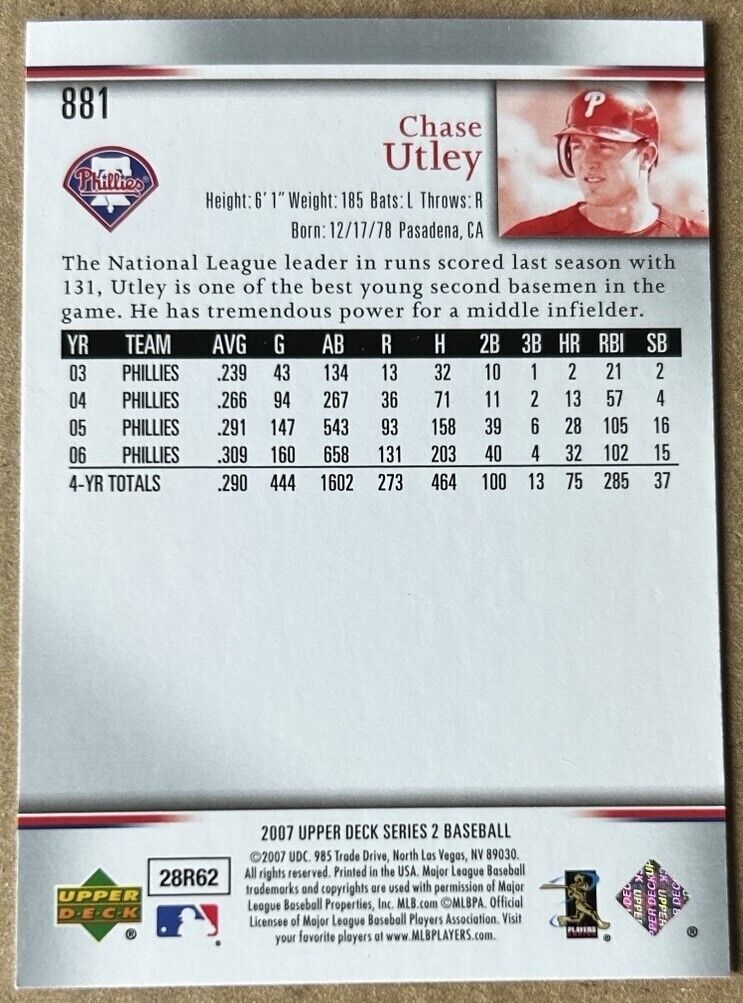 881
Chase
Utley
P
Phillies
Height: 6' 1" Weight: 185 Bats: L Throws: R
Born: 12/17/78 Pasadena, CA
The National League leader in runs scored last season with
131, Utley is one of the best young second basemen in the
game. He has tremendous power for a middle infielder.
YR TEAM AVG G AB R H 2B 3B HR RBI SB
03 PHILLIES .239 43 134 13 32 10 1 2 21 2
04 PHILLIES .266 94 267 36 71 11 2 13 57 4
05 PHILLIES .291 147 543 93 158 39 6 28 105 16
06 PHILLIES .309 160 658 131 203 40 4 32 102 15
4-YR TOTALS .290 444 1602 273 464 100 13 75 285 37
2007 UPPER DECK SERIES 2 BASEBALL
©2007 UDC. 985 Trade Drive, North Las Vegas, NV 89030.
All rights reserved. Printed in the USA. Major League Baseball
trademarks and copyrights are used with permission of Major
League Baseball Properties, Inc. MLB.com ©MLBPA. Official
Licensee of Major League Baseball Players Association. Visit
your favorite players at www.MLBPLAYERS.com.
28R62
UPPER
DECK
®
®
PLAYERS
®
UPPER DECK
®